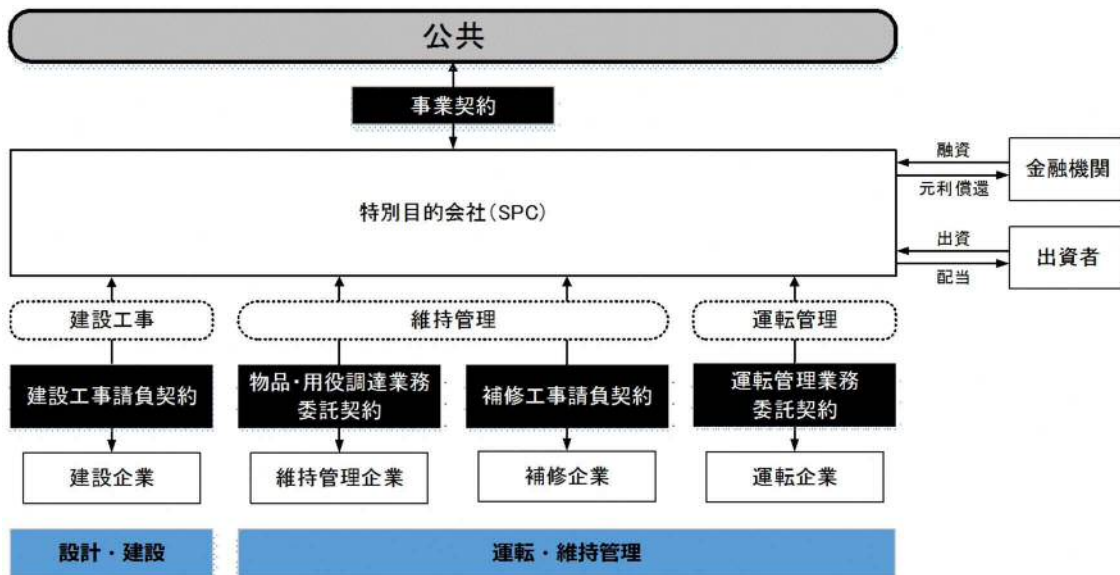 公共
事業契約
特別目的会社(SPC)
融資
元利償還
金融機関
出資
配当
出資者
建設工事
維持管理
運転管理
建設工事請負契約
物品・用役調達業務
委託契約
補修工事請負契約
運転管理業務
委託契約
建設企業
維持管理企業
補修企業
運転企業
設計・建設
運転・維持管理